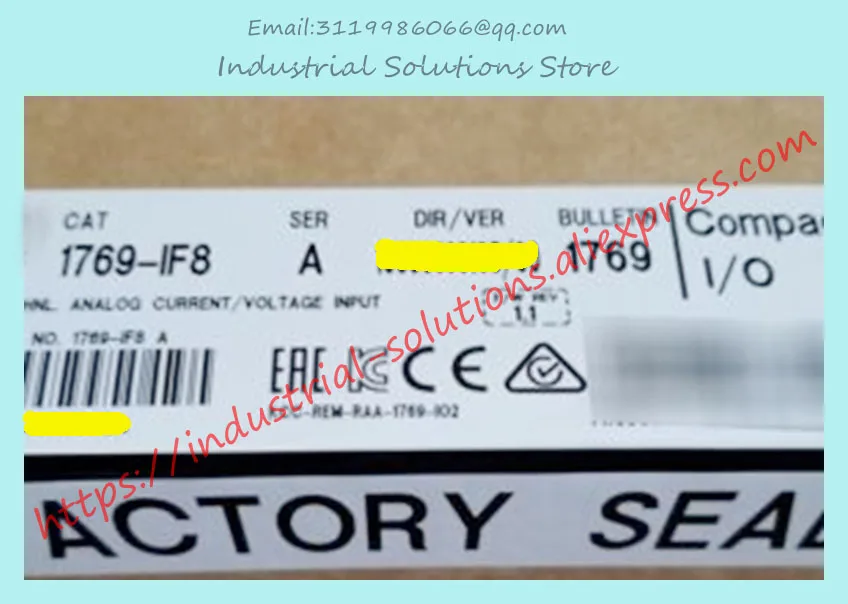 Email:3119986066@qq.com
Industrial Solutions Store
CAT SER DIR/VER BULLETIN Compa
1769-IF8 A 1769 I/O
HNL. ANALOG CURRENT/VOLTAGE INPUT
F/W REV
1.1
NO. 1769-IF8 A
EAC CE
KCC-REM-RAA-1769-IO2
https://industrial-solutions.aliexpress.com
ACTORY SEAL